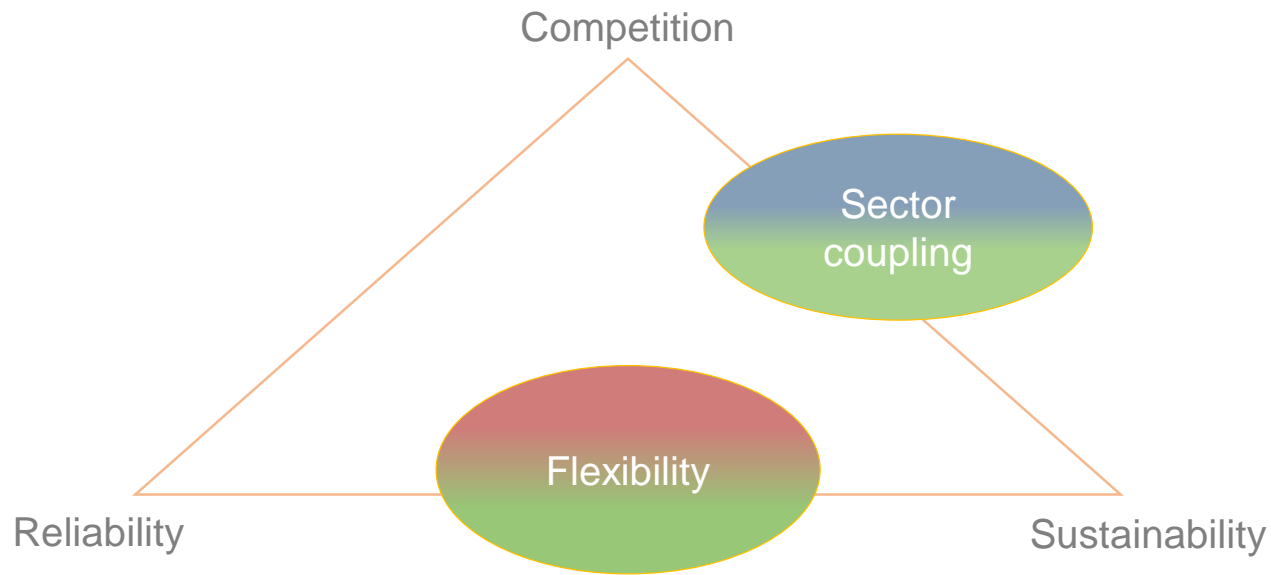 Competition
Sector
coupling
Flexibility
Reliability
Sustainability